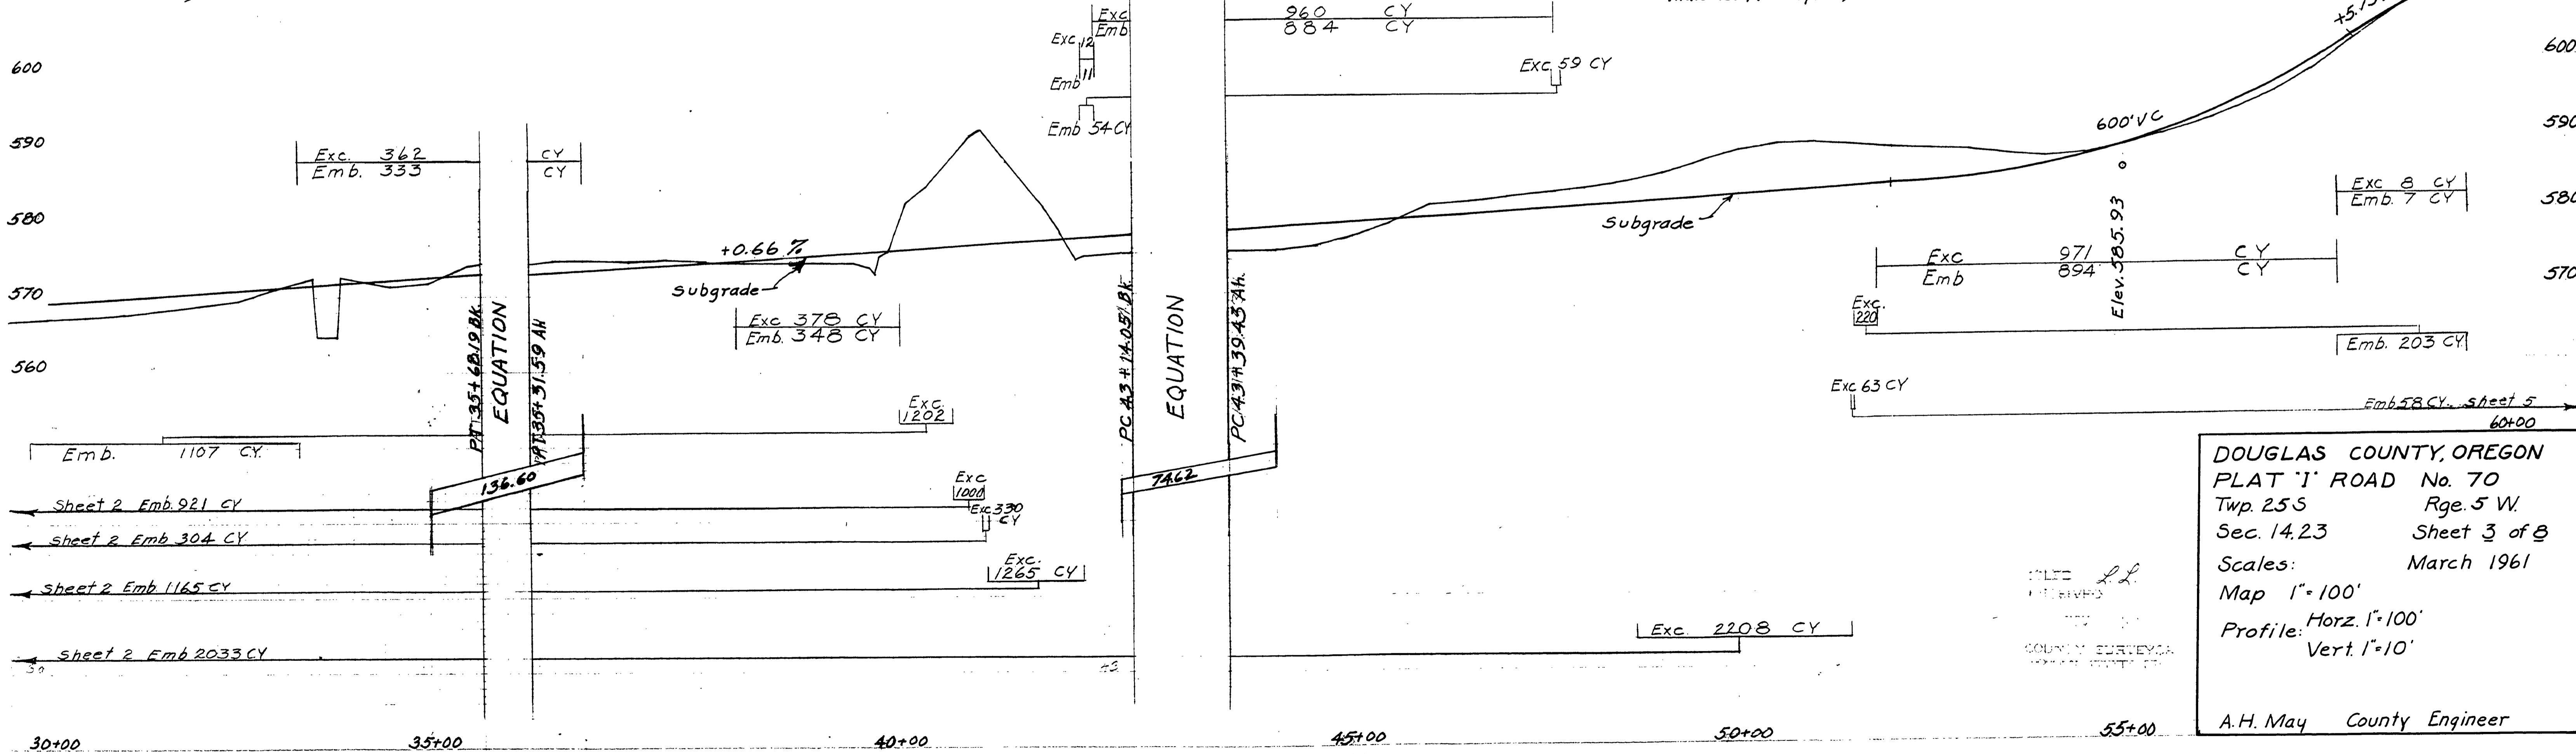 Exc 960 CY
Emb 884 CY
Exc 12
Emb 11
600
600
Exc. 59 CY
Emb 54 CY
590
590
600' VC
Exc. 362 CY
Emb. 333 CY
580
580
Exc 8 CY
Emb. 7 CY
+0.66 %
Subgrade
Subgrade
Elev. 585.93
Exc 971 CY
Emb 894 CY
570
570
Exc 378 CY
Emb. 348 CY
PT 35+68.19 Bk.
EQUATION
PT 35+31.59 Ah
PC 43+14.05 Bk.
EQUATION
PC 43+39.43 Ah.
Exc. 220
Emb. 203 CY
560
Exc 63 CY
Emb 58 CY. Sheet 5
60+00
Exc. 1202
Emb. 1107 CY.
136.60
74.62
Sheet 2 Emb. 921 CY
Exc 1000
Exc 330 CY
Sheet 2 Emb 304 CY
Exc. 1265 CY
Sheet 2 Emb 1165 CY
Exc. 2208 CY
Sheet 2 Emb 2033 CY
L.L.
COUNTY SURVEYOR
DOUGLAS COUNTY, OREGON
PLAT "I" ROAD No. 70
Twp. 25 S Rge. 5 W.
Sec. 14.23 Sheet 3 of 8
Scales: March 1961
Map 1"=100'
Profile: Horz. 1"=100'
Vert. 1"=10'
A.H. May County Engineer
30+00 35+00 40+00 45+00 50+00 55+00